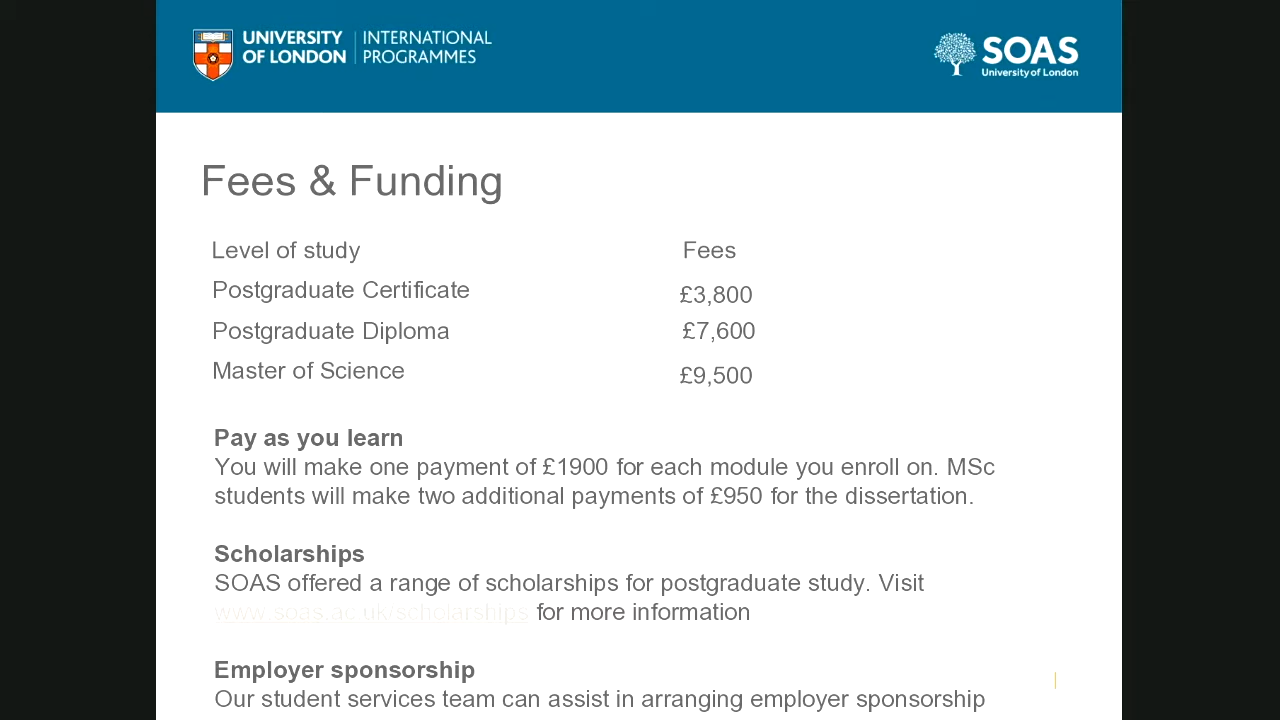 UNIVERSITY OF LONDON | INTERNATIONAL PROGRAMMES
SOAS
University of London
Fees & Funding
Level of study Fees
Postgraduate Certificate £3,800
Postgraduate Diploma £7,600
Master of Science £9,500
Pay as you learn
You will make one payment of £1900 for each module you enroll on. MSc
students will make two additional payments of £950 for the dissertation.
Scholarships
SOAS offered a range of scholarships for postgraduate study. Visit
www.soas.ac.uk/scholarships for more information
Employer sponsorship
Our student services team can assist in arranging employer sponsorship